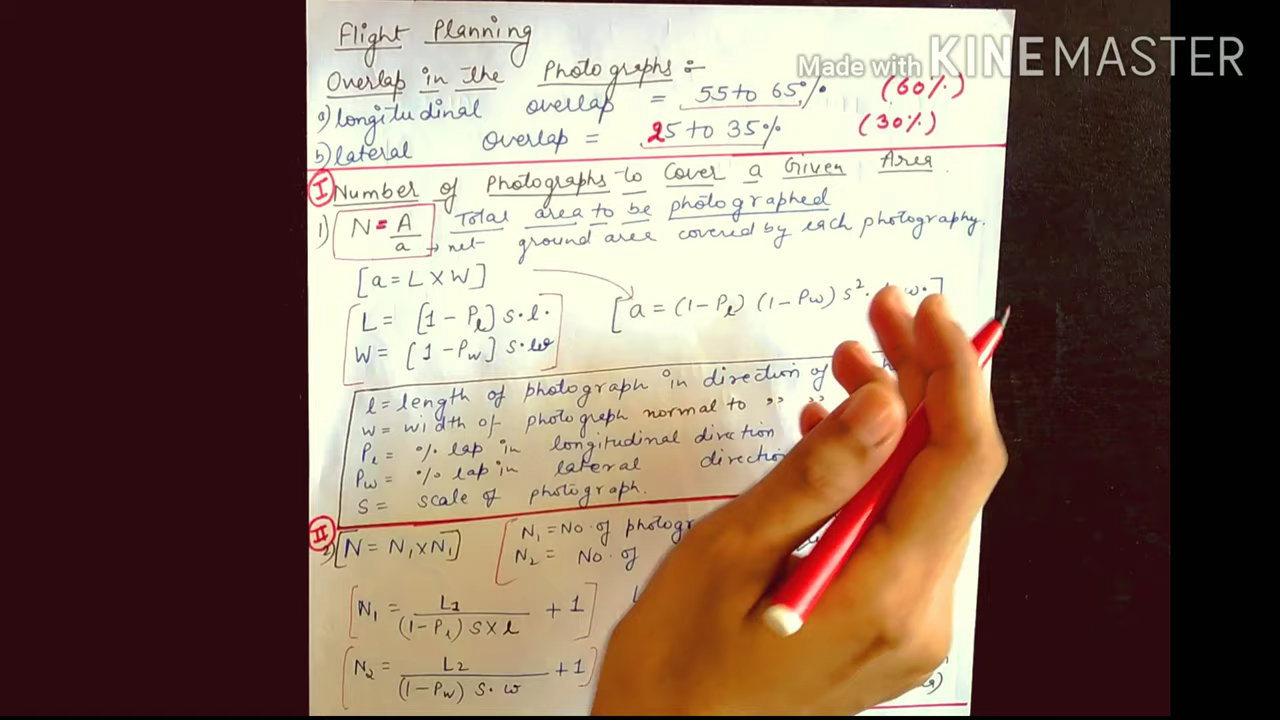 Made with KINEMASTER
Flight Planning
Overlap in the Photographs :-
a) longitudinal overlap = 55 to 65% (60%)
b) lateral overlap = 25 to 35% (30%)
I Number of Photographs to Cover a Given Area
1) N = A/a Total area to be photographed
→ net ground area covered by each photography.
[a = L X W]
[a = (1-Pl) (1-Pw) S². w.]
L = [1-Pl] S.l.
W = [1-Pw] S.w
l = length of photograph in direction of
w = width of photograph normal to ,, ,,
Pl = % lap in longitudinal direction
Pw = % lap in lateral direction
S = scale of photograph.
II 2) [N = N1 X N1] [N1 = No. of
N2 = No. of
[N1 = L1/(1-Pl) S X l + 1]
[N2 = L2/(1-Pw) S. w + 1]